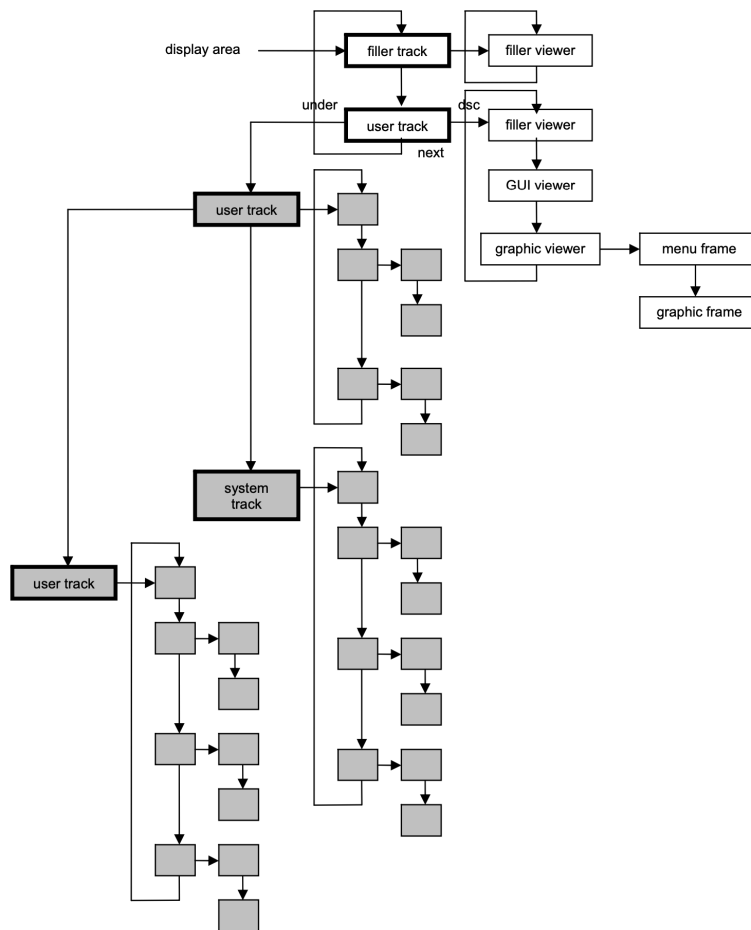 display area
filler track
filler viewer
under
dsc
user track
filler viewer
next
GUI viewer
user track
graphic viewer
menu frame
graphic frame
system
track
user track